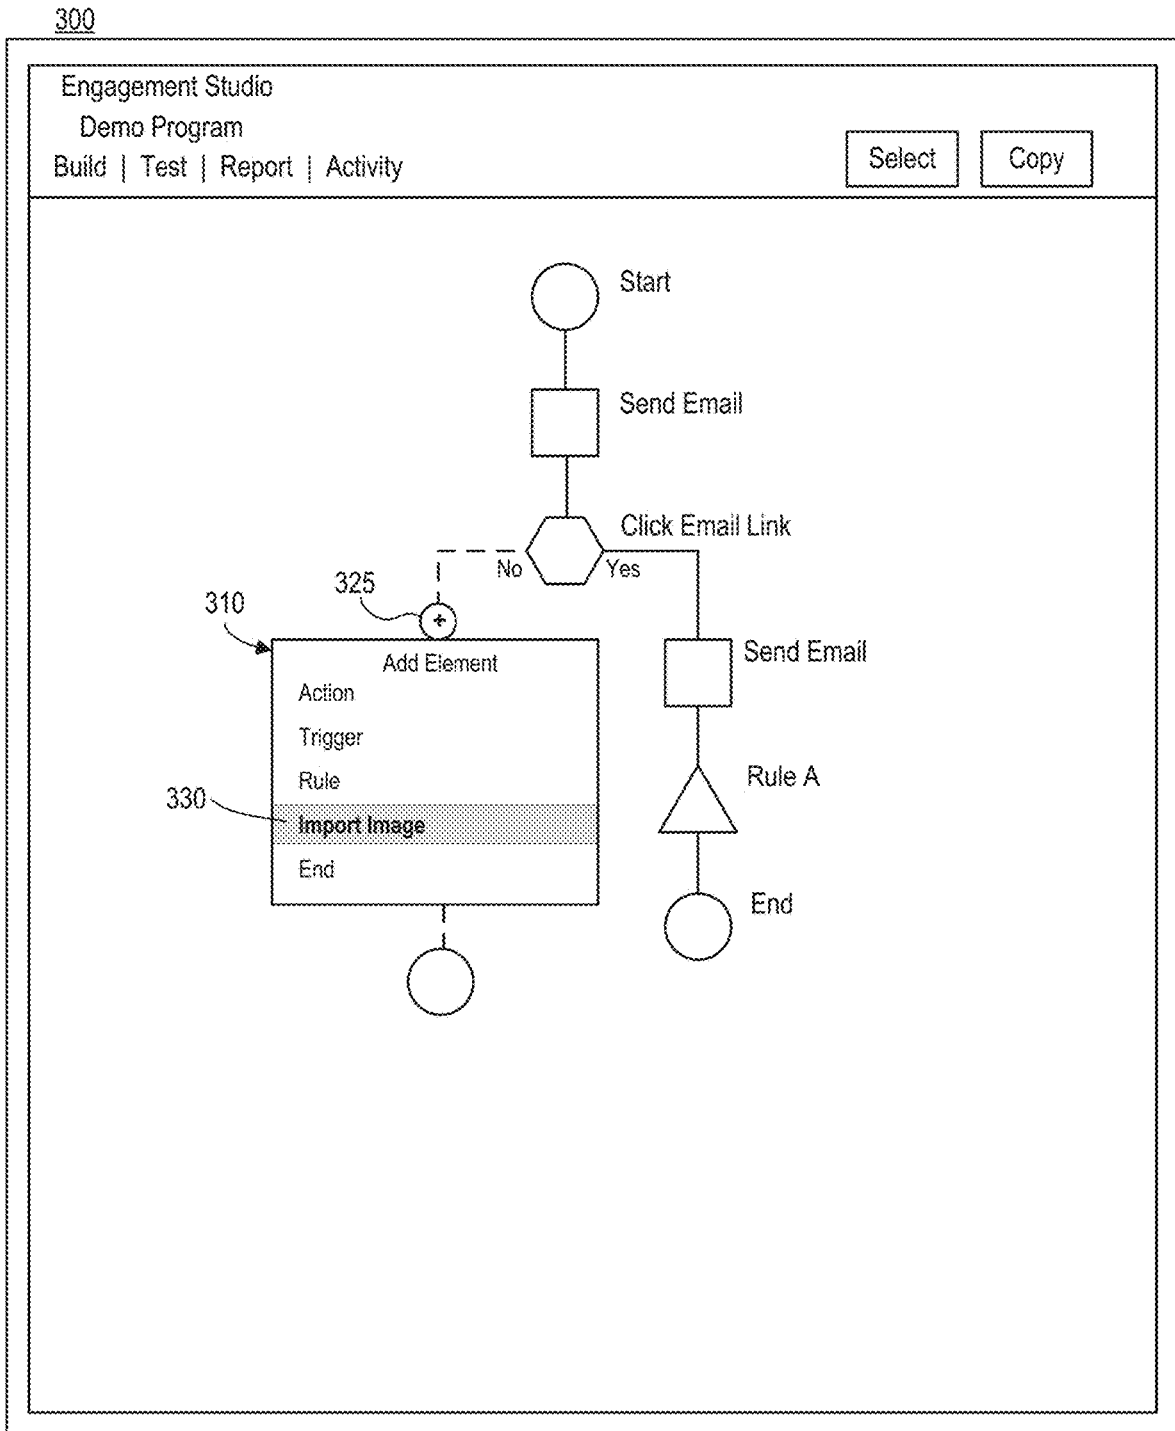 300
Engagement Studio
Demo Program
Build | Test | Report | Activity
Select
Copy
Start
Send Email
Click Email Link
No
Yes
325
310
+
Add Element
Action
Trigger
Rule
330
Import Image
End
Send Email
Rule A
End